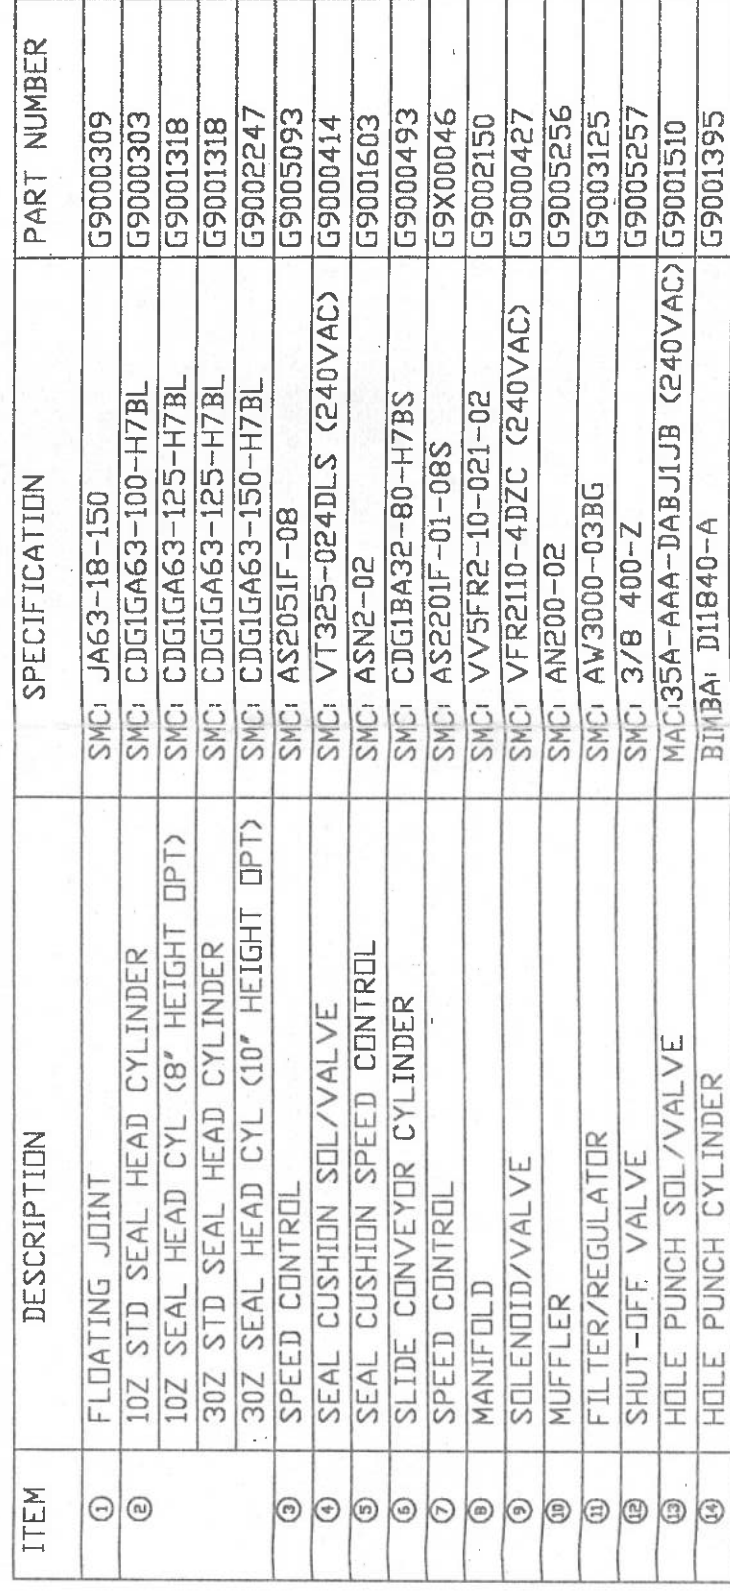 ITEM DESCRIPTION SPECIFICATION PART NUMBER
① FLOATING JOINT SMC: JA63-18-150 G9000309
② 10Z STD SEAL HEAD CYLINDER SMC: CDG1GA63-100-H7BL G9000303
10Z SEAL HEAD CYL (8" HEIGHT OPT) SMC: CDG1GA63-125-H7BL G9001318
30Z STD SEAL HEAD CYLINDER SMC: CDG1GA63-125-H7BL G9001318
30Z SEAL HEAD CYL (10" HEIGHT OPT) SMC: CDG1GA63-150-H7BL G9002247
③ SPEED CONTROL SMC: AS2051F-08 G9005093
④ SEAL CUSHION SOL/VALVE SMC: VT325-024DLS (240VAC) G9000414
⑤ SEAL CUSHION SPEED CONTROL SMC: ASN2-02 G9001603
⑥ SLIDE CONVEYOR CYLINDER SMC: CDG1BA32-80-H7BS G9000493
⑦ SPEED CONTROL SMC: AS2201F-01-08S G9X00046
⑧ MANIFOLD SMC: VV5FR2-10-021-02 G9002150
⑨ SOLENOID/VALVE SMC: VFR2110-4DZC (240VAC) G9000427
⑩ MUFFLER SMC: AN200-02 G9005256
⑪ FILTER/REGULATOR SMC: AW3000-03BG G9003125
⑫ SHUT-OFF VALVE SMC: 3/8 400-Z G9005257
⑬ HOLE PUNCH SOL/VALVE MAC:35A-AAA-DABJ1JB (240VAC) G9001510
⑭ HOLE PUNCH CYLINDER BIMBA: D11840-A G9001395